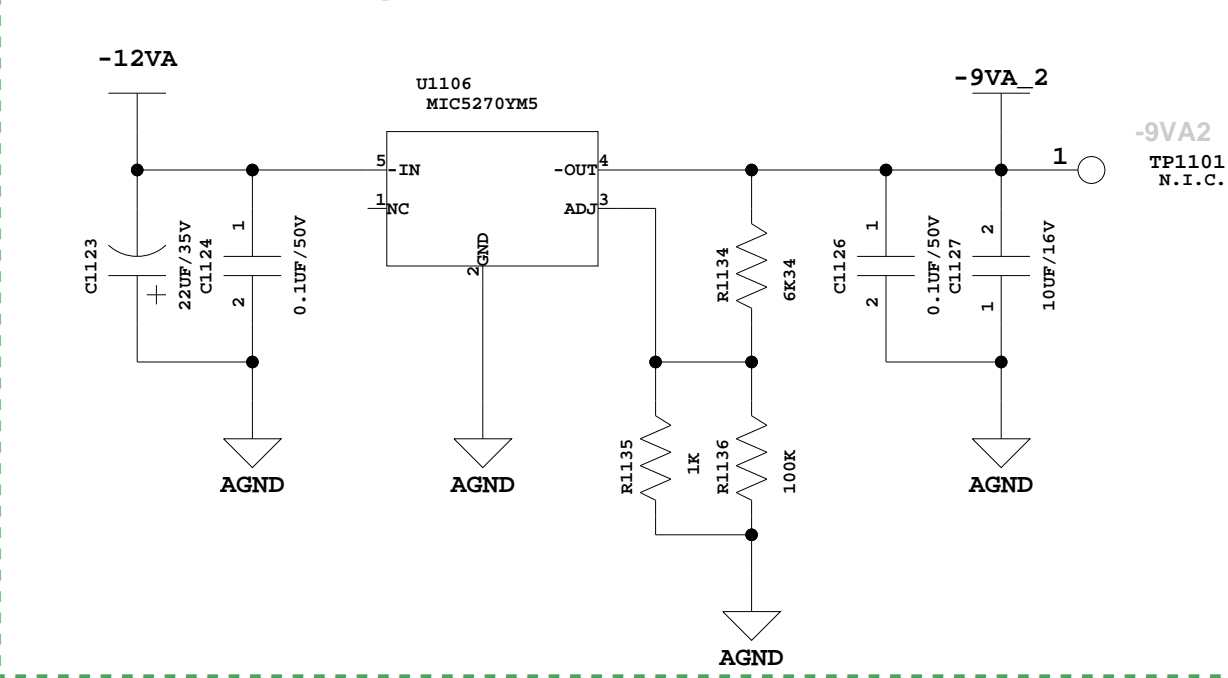 -12VA
U1106
MIC5270YM5
-9VA_2
-9VA2
TP1101
N.I.C.
1
5
-IN
-OUT
4
1
NC
ADJ
3
GND
2
C1123
22UF/35V
C1124
1
2
0.1UF/50V
R1134
6K34
C1126
1
2
0.1UF/50V
C1127
2
1
10UF/16V
R1135
1K
R1136
100K
AGND
AGND
AGND
AGND